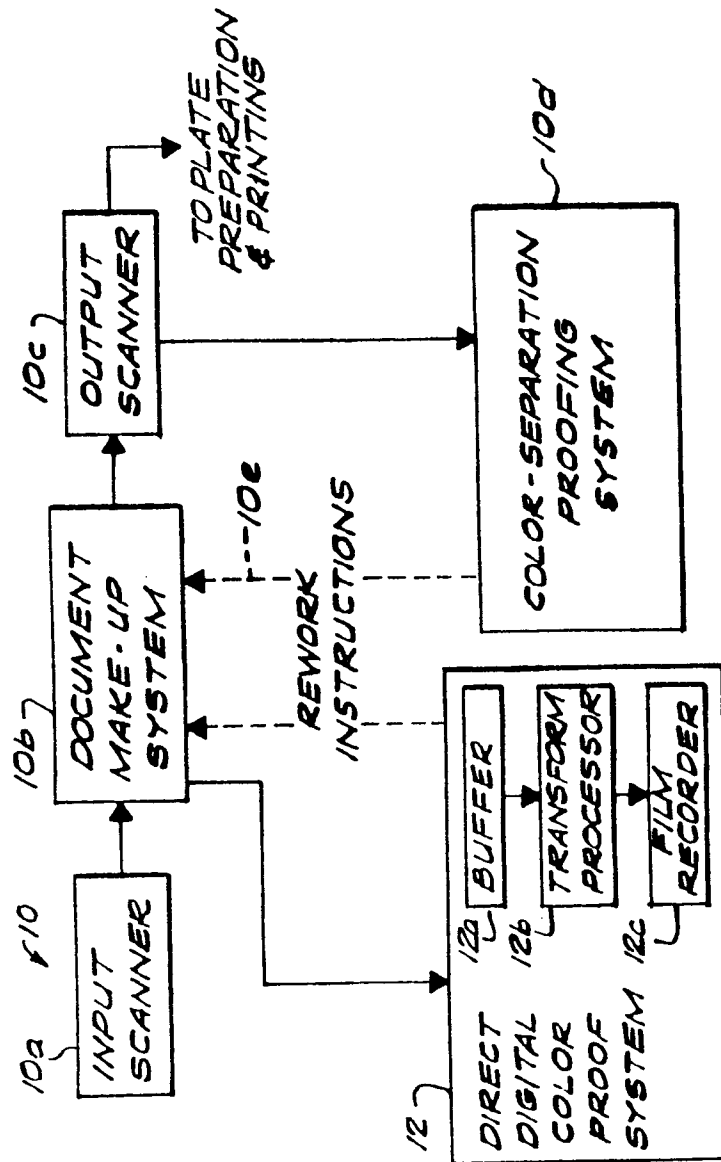 10
10a
INPUT
SCANNER
10b
DOCUMENT
MAKE-UP
SYSTEM
10c
OUTPUT
SCANNER
TO PLATE
PREPARATION
& PRINTING
10e
REWORK
INSTRUCTIONS
12
DIRECT
DIGITAL
COLOR
PROOF
SYSTEM
12a
BUFFER
12b
TRANSFORM
PROCESSOR
12c
FILM
RECORDER
COLOR-SEPARATION
PROOFING
SYSTEM
10d